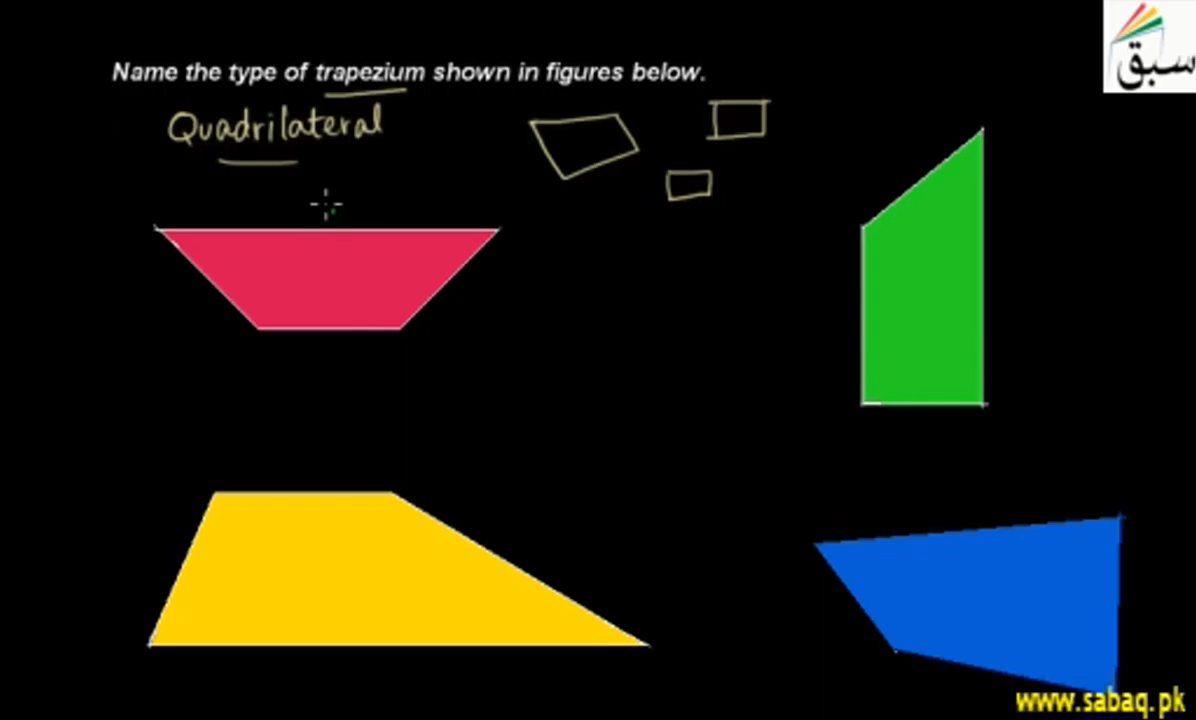 سبق
Name the type of trapezium shown in figures below.
Quadrilateral
www.sabaq.pk